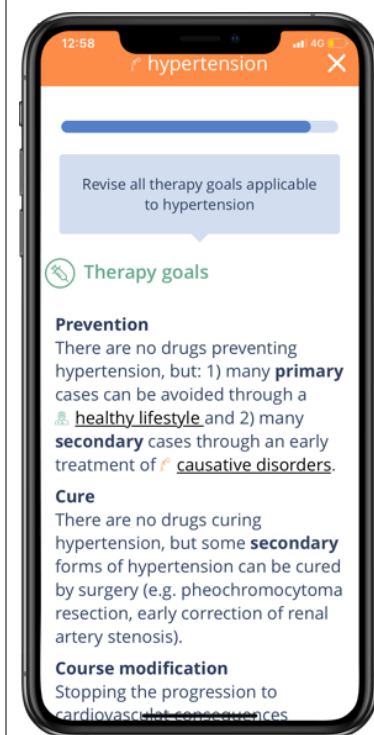 12:58
4G
hypertension
Revise all therapy goals applicable
to hypertension
Therapy goals
Prevention
There are no drugs preventing
hypertension, but: 1) many primary
cases can be avoided through a
healthy lifestyle and 2) many
secondary cases through an early
treatment of causative disorders.
Cure
There are no drugs curing
hypertension, but some secondary
forms of hypertension can be cured
by surgery (e.g. pheochromocytoma
resection, early correction of renal
artery stenosis).
Course modification
Stopping the progression to
cardiovascular consequences